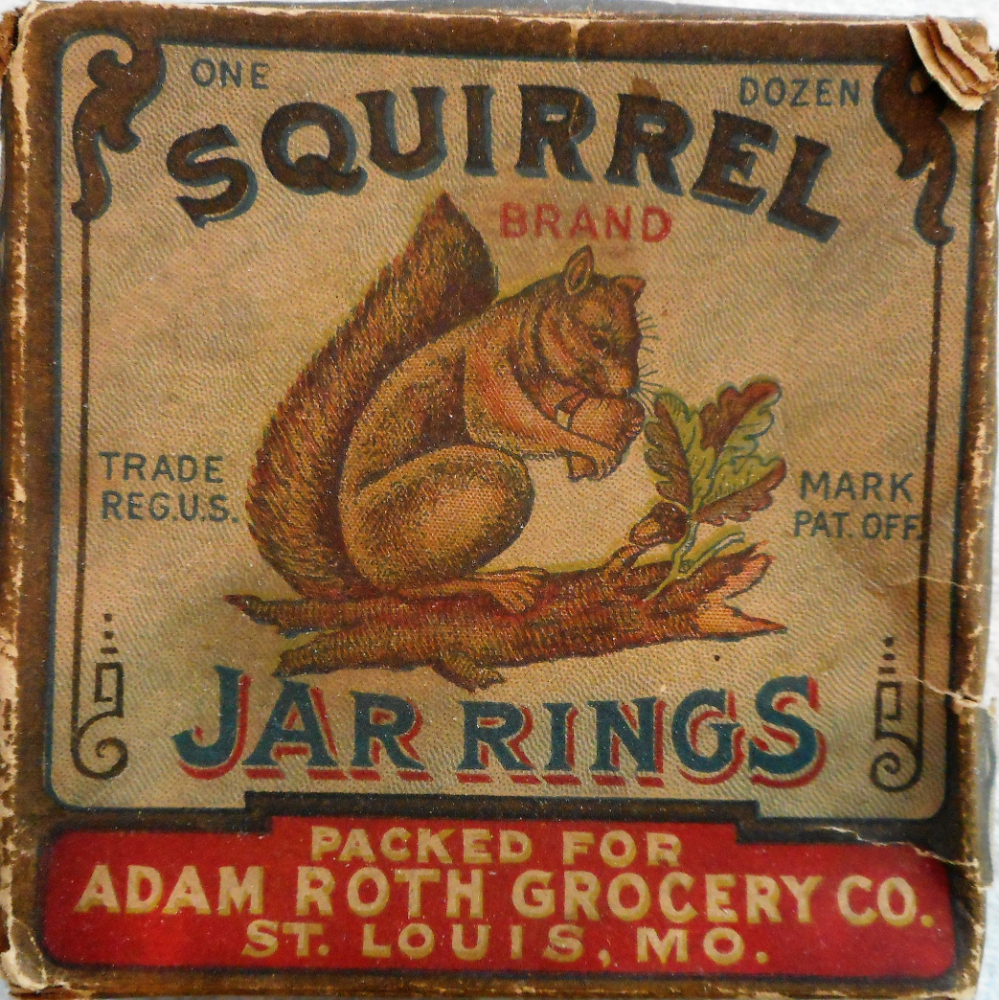 ONE DOZEN
SQUIRREL
BRAND
TRADE MARK
REG.U.S. PAT. OFF.
JAR RINGS
PACKED FOR
ADAM ROTH GROCERY CO.
ST. LOUIS, MO.